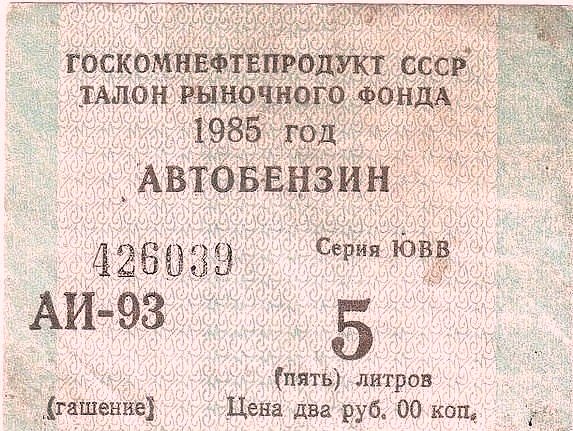 ГОСКОМНЕФТЕПРОДУКТ СССР
ТАЛОН РЫНОЧНОГО ФОНДА
1985 ГОД
АВТОБЕНЗИН
426039 Серия ЮВВ
АИ-93 5
(пять) литров
(гашение) Цена два руб. 00 коп.